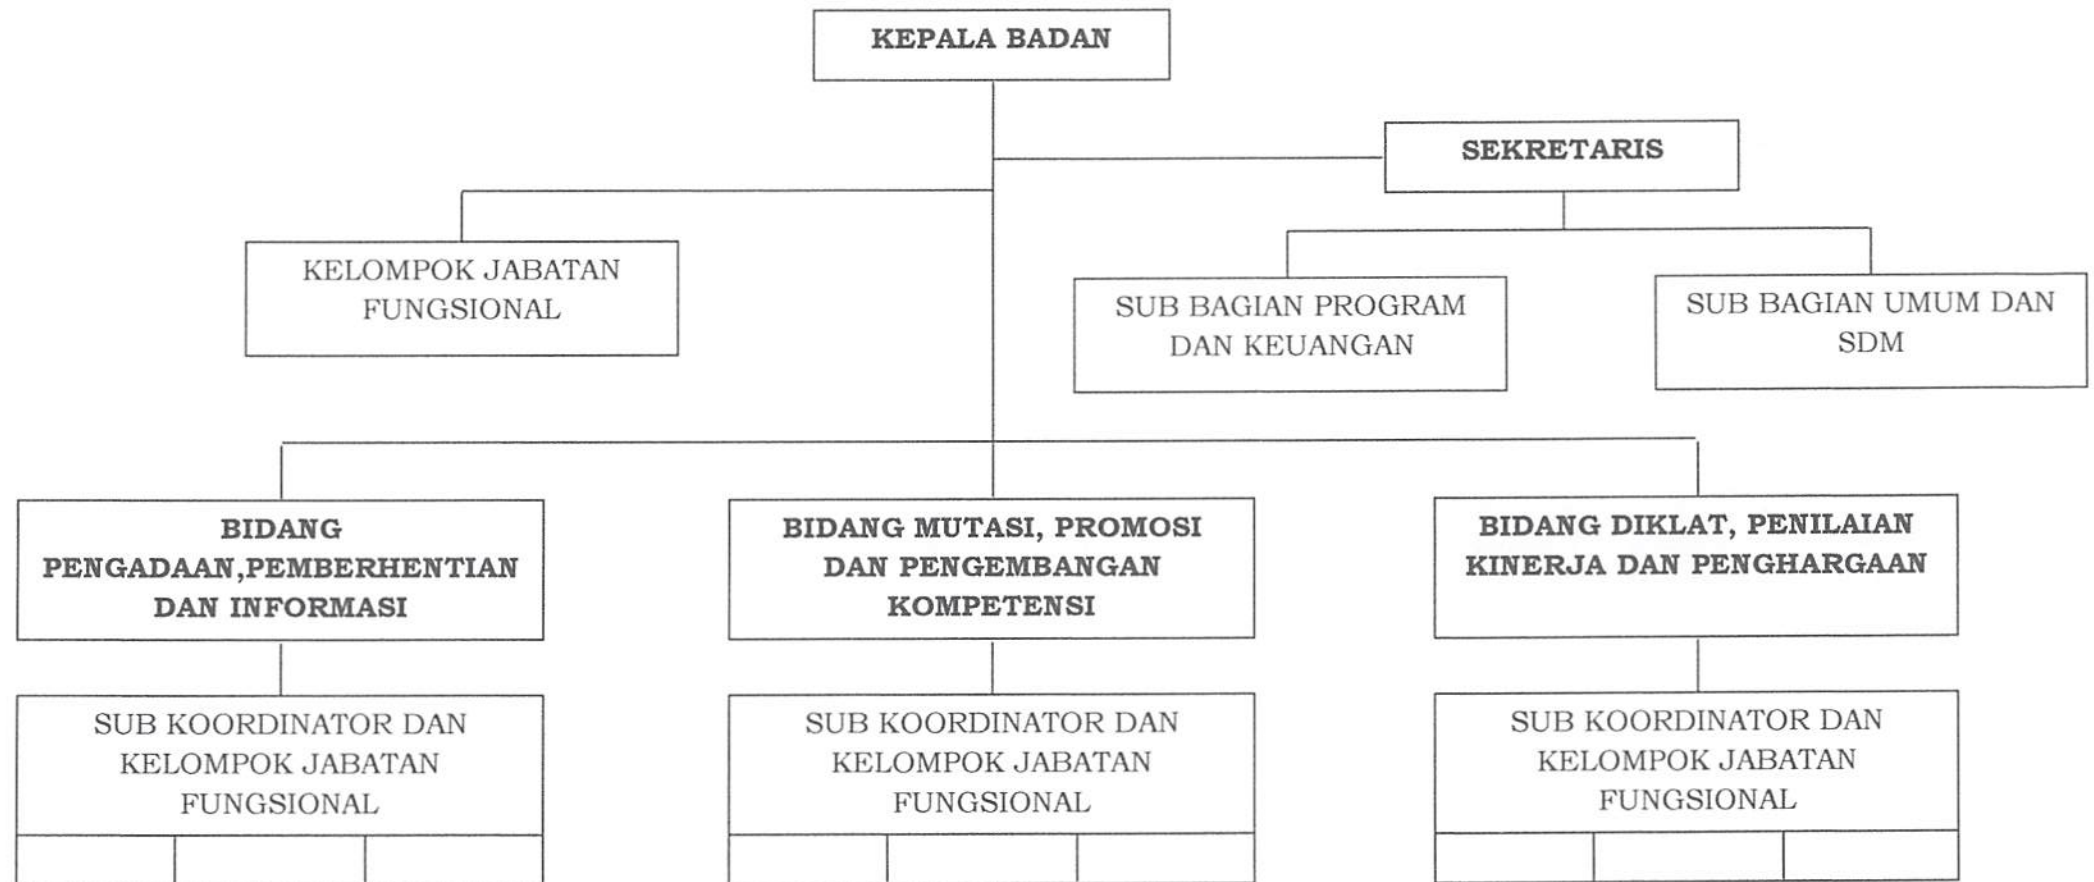 KEPALA BADAN
SEKRETARIS
KELOMPOK JABATAN
FUNGSIONAL
SUB BAGIAN PROGRAM
DAN KEUANGAN
SUB BAGIAN UMUM DAN
SDM
BIDANG
PENGADAAN,PEMBERHENTIAN
DAN INFORMASI
BIDANG MUTASI, PROMOSI
DAN PENGEMBANGAN
KOMPETENSI
BIDANG DIKLAT, PENILAIAN
KINERJA DAN PENGHARGAAN
SUB KOORDINATOR DAN
KELOMPOK JABATAN
FUNGSIONAL
SUB KOORDINATOR DAN
KELOMPOK JABATAN
FUNGSIONAL
SUB KOORDINATOR DAN
KELOMPOK JABATAN
FUNGSIONAL